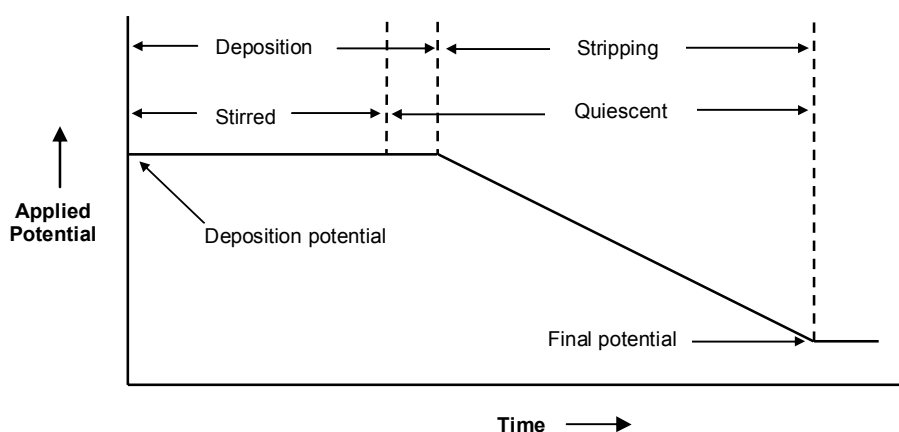 Deposition
Stripping
Stirred
Quiescent
Applied
Potential
Deposition potential
Final potential
Time